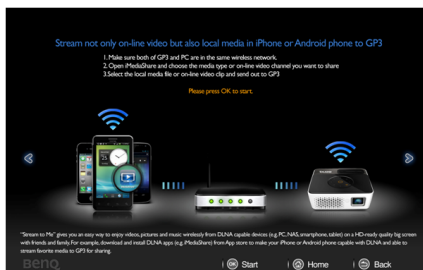 Stream not only on-line video but also local media in iPhone or Android phone to GP3
1. Make sure both of GP3 and PC are in the same wireless network.
2. Open iMediaShare and choose the media type or on-line video channel you want to share
3.Select the local media file or on-line video clip and send out to GP3
Please press OK to start.
"Stream to Me" gives you an easy way to enjoy videos, pictures and music wirelessly from DLNA capable devices (e.g. PC, NAS, smartphone, tablet) on a HD-ready quality big screen
with friends and family. For example, download and install DLNA apps (e.g. iMediaShare) from App store to make your iPhone or Android phone capable with DLNA and able to
stream favorite media to GP3 for sharing.
BenQ
OK Start
Home
Back